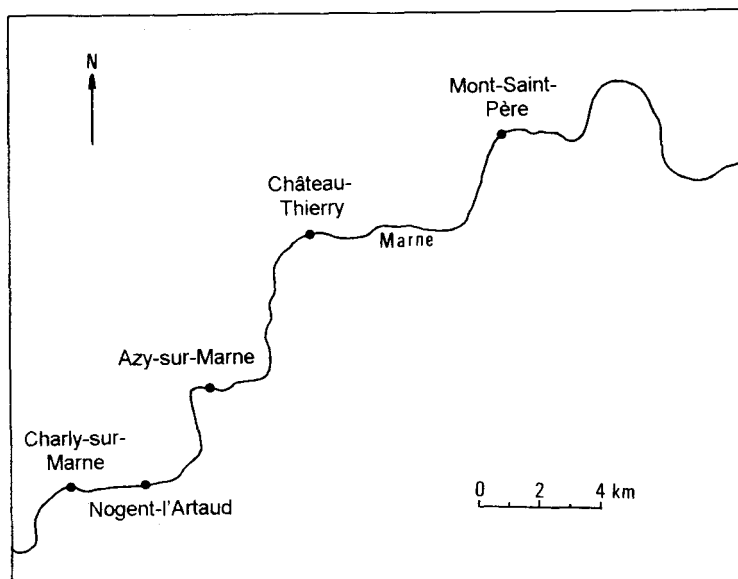 N
Mont-Saint-
Père
Château-
Thierry
Marne
Azy-sur-Marne
Charly-sur-
Marne
Nogent-l'Artaud
0 2 4 km